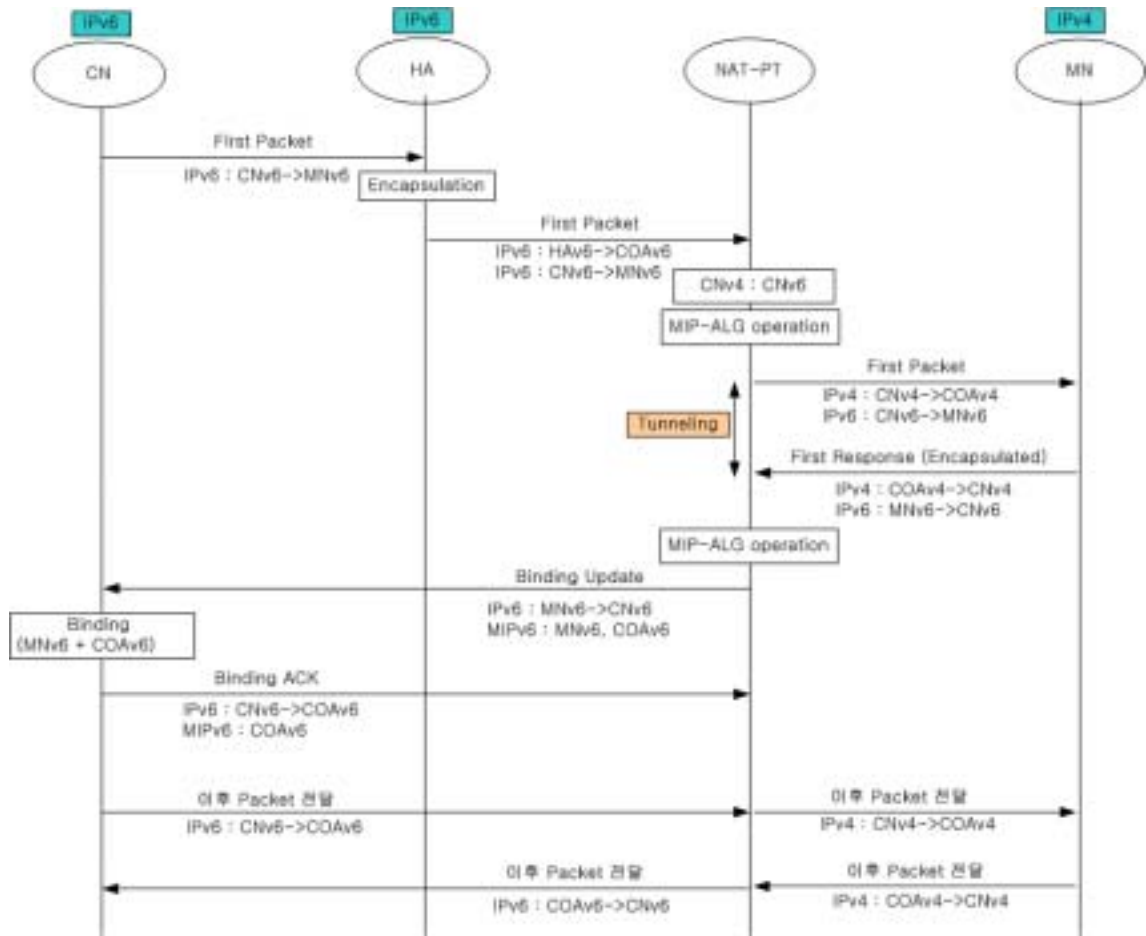 IPv6
IPv6
IPv4
CN
HA
NAT-PT
MN
First Packet
IPv6 : CNv6->MNv6
Encapsulation
First Packet
IPv6 : HAv6->COAv6
IPv6 : CNv6->MNv6
CNv4 : CNv6
MIP-ALG operation
First Packet
IPv4 : CNv4->COAv4
IPv6 : CNv6->MNv6
Tunneling
First Response (Encapsulated)
IPv4 : COAv4->CNv4
IPv6 : MNv6->CNv6
MIP-ALG operation
Binding Update
IPv6 : MNv6->CNv6
MIPv6 : MNv6, COAv6
Binding
(MNv6 + COAv6)
Binding ACK
IPv6 : CNv6->COAv6
MIPv6 : COAv6
이후 Packet 전달
IPv6 : CNv6->COAv6
이후 Packet 전달
IPv4 : CNv4->COAv4
이후 Packet 전달
IPv6 : COAv6->CNv6
이후 Packet 전달
IPv4 : COAv4->CNv4